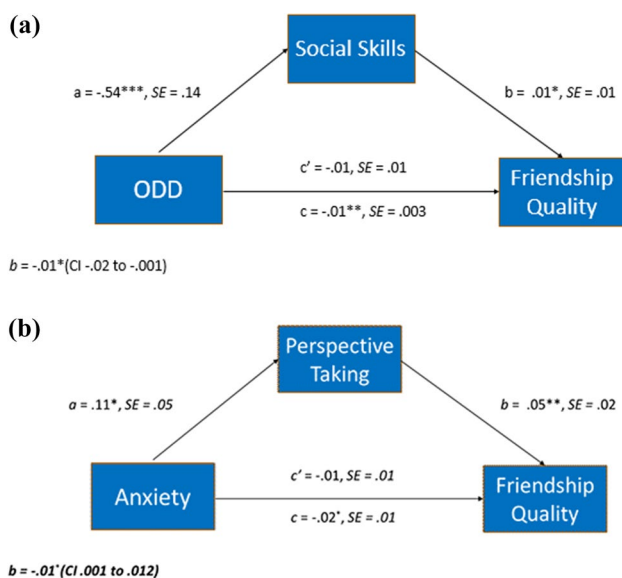 (a)
Social Skills
a = -.54***, SE = .14
b = .01*, SE = .01
ODD
c' = -.01, SE = .01
c = -.01**, SE = .003
Friendship
Quality
b = -.01*(CI -.02 to -.001)
(b)
Perspective
Taking
a = .11*, SE = .05
b = .05**, SE = .02
Anxiety
c' = -.01, SE = .01
c = -.02*, SE = .01
Friendship
Quality
b = -.01*(CI .001 to .012)